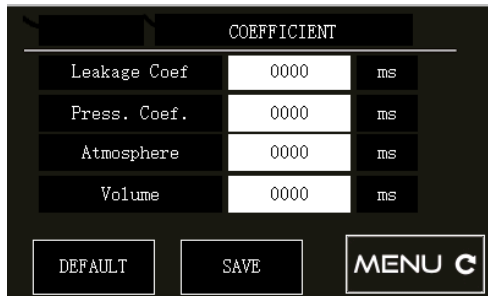 COEFFICIENT
Leakage Coef 0000 ms
Press. Coef. 0000 ms
Atmosphere 0000 ms
Volume 0000 ms
DEFAULT SAVE MENU